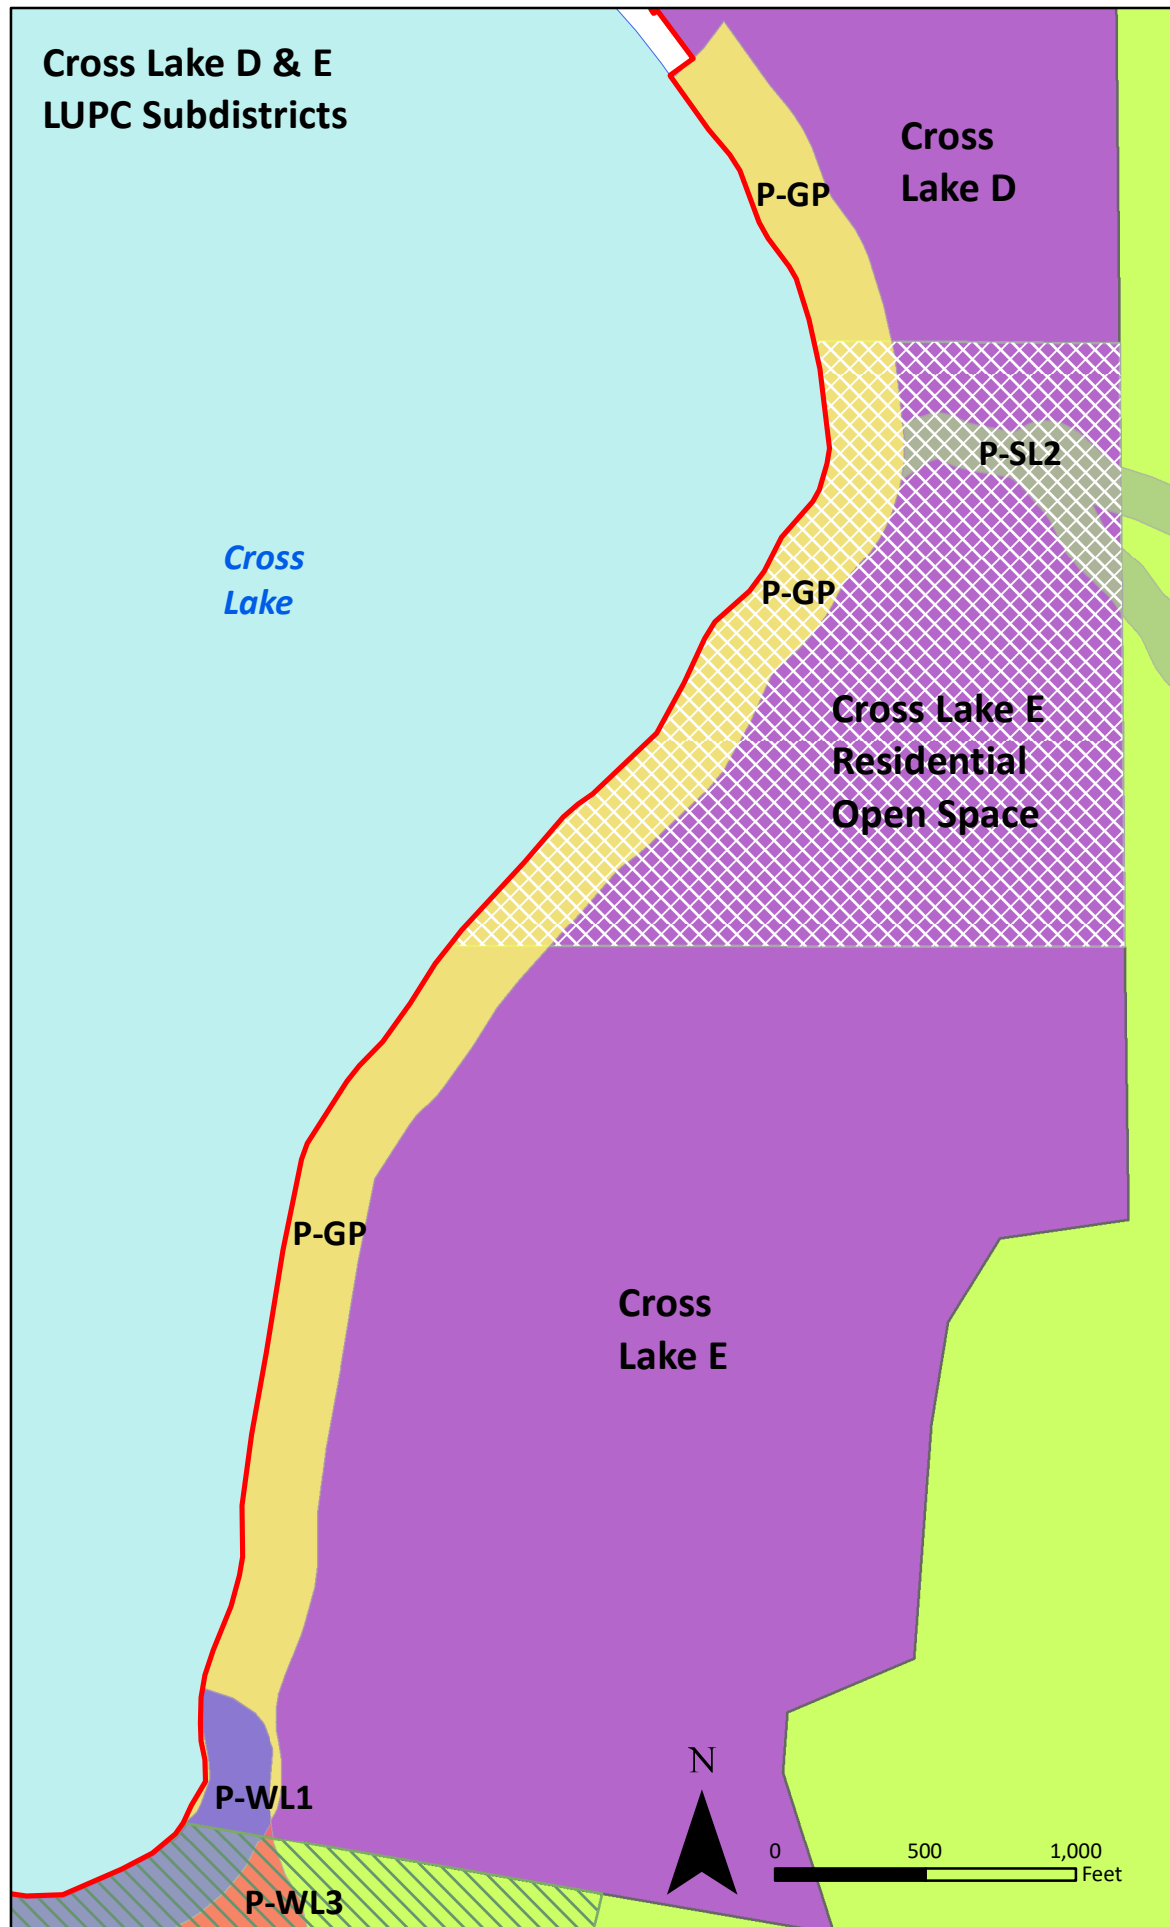 Cross Lake D & E
LUPC Subdistricts
Cross
Lake D
P-GP
P-SL2
Cross
Lake
P-GP
Cross Lake E
Residential
Open Space
P-GP
Cross
Lake E
N
P-WL1
0 500 1,000
Feet
P-WL3